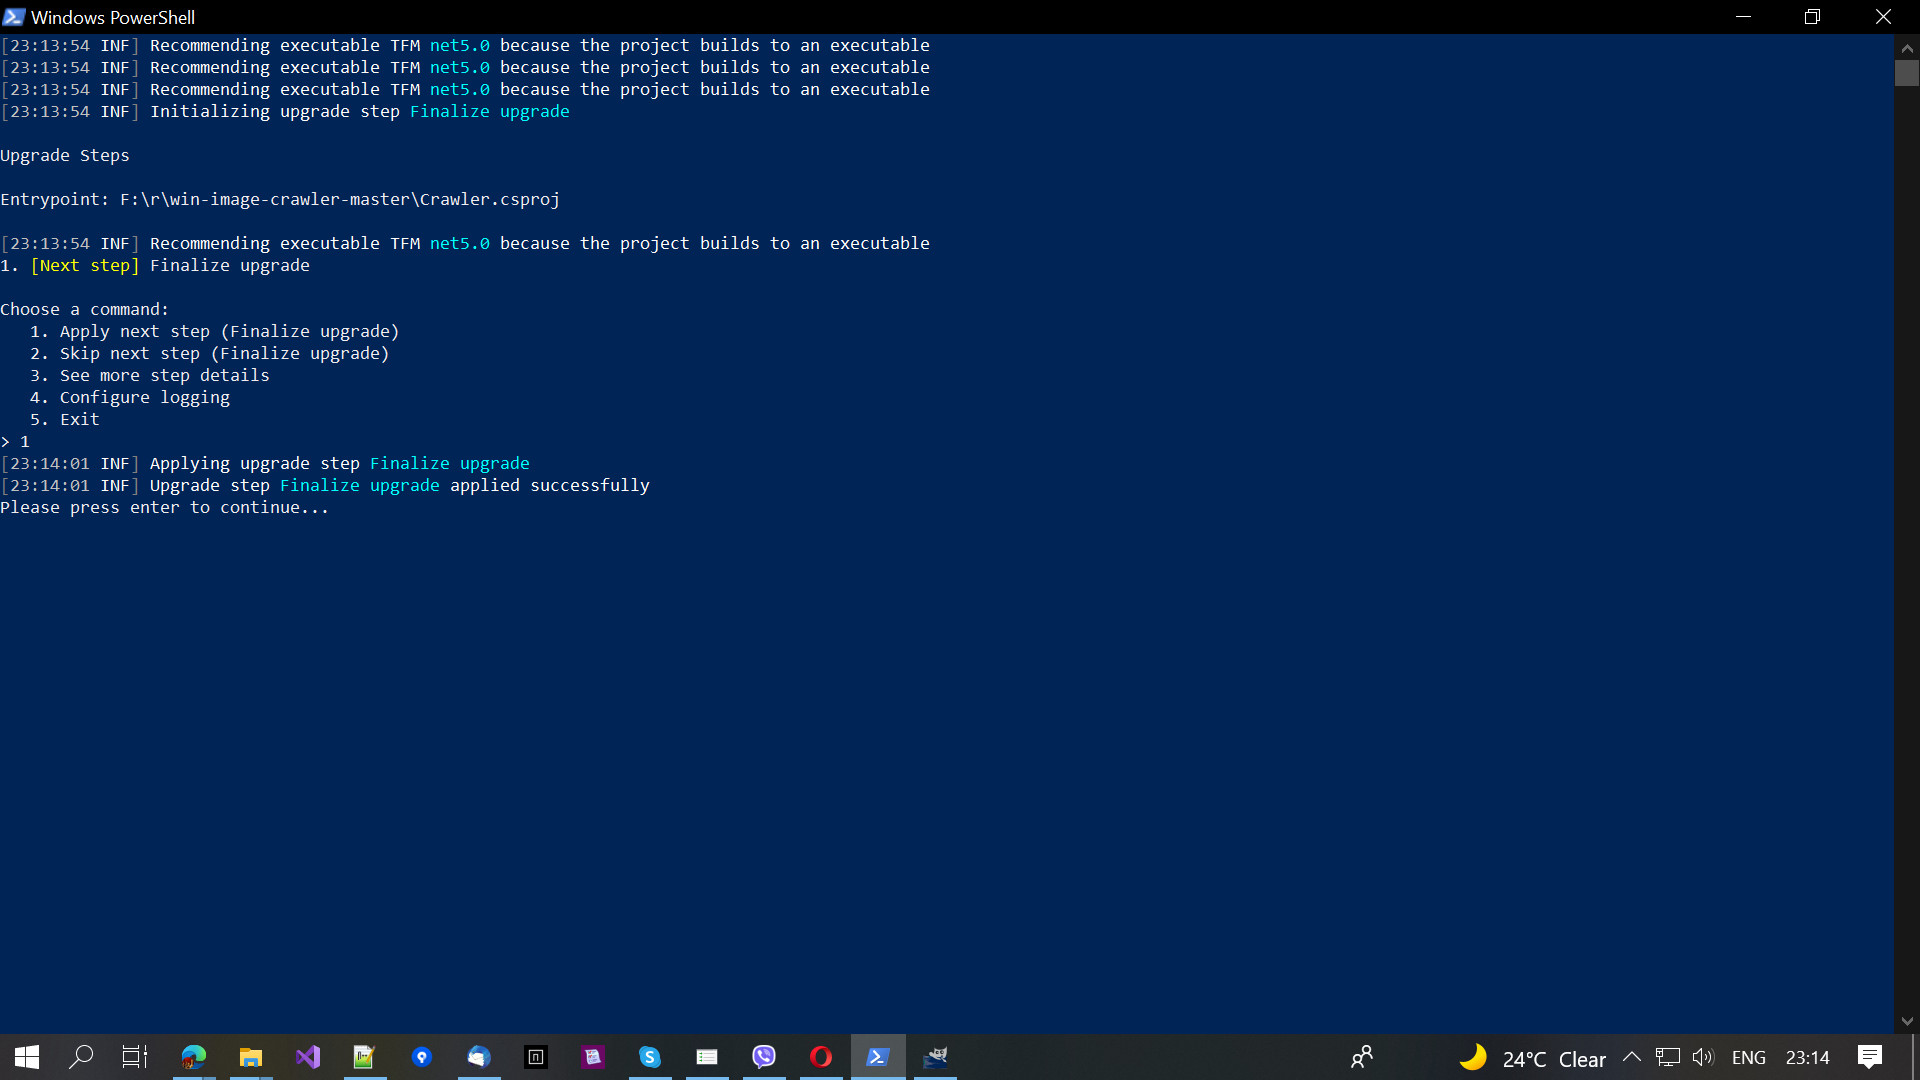 Windows PowerShell
[23:13:54 INF] Recommending executable TFM net5.0 because the project builds to an executable
[23:13:54 INF] Recommending executable TFM net5.0 because the project builds to an executable
[23:13:54 INF] Recommending executable TFM net5.0 because the project builds to an executable
[23:13:54 INF] Initializing upgrade step Finalize upgrade
Upgrade Steps
Entrypoint: F:\r\win-image-crawler-master\Crawler.csproj
[23:13:54 INF] Recommending executable TFM net5.0 because the project builds to an executable
1. [Next step] Finalize upgrade
Choose a command:
1. Apply next step (Finalize upgrade)
2. Skip next step (Finalize upgrade)
3. See more step details
4. Configure logging
5. Exit
> 1
[23:14:01 INF] Applying upgrade step Finalize upgrade
[23:14:01 INF] Upgrade step Finalize upgrade applied successfully
Please press enter to continue...
24°C Clear ENG 23:14